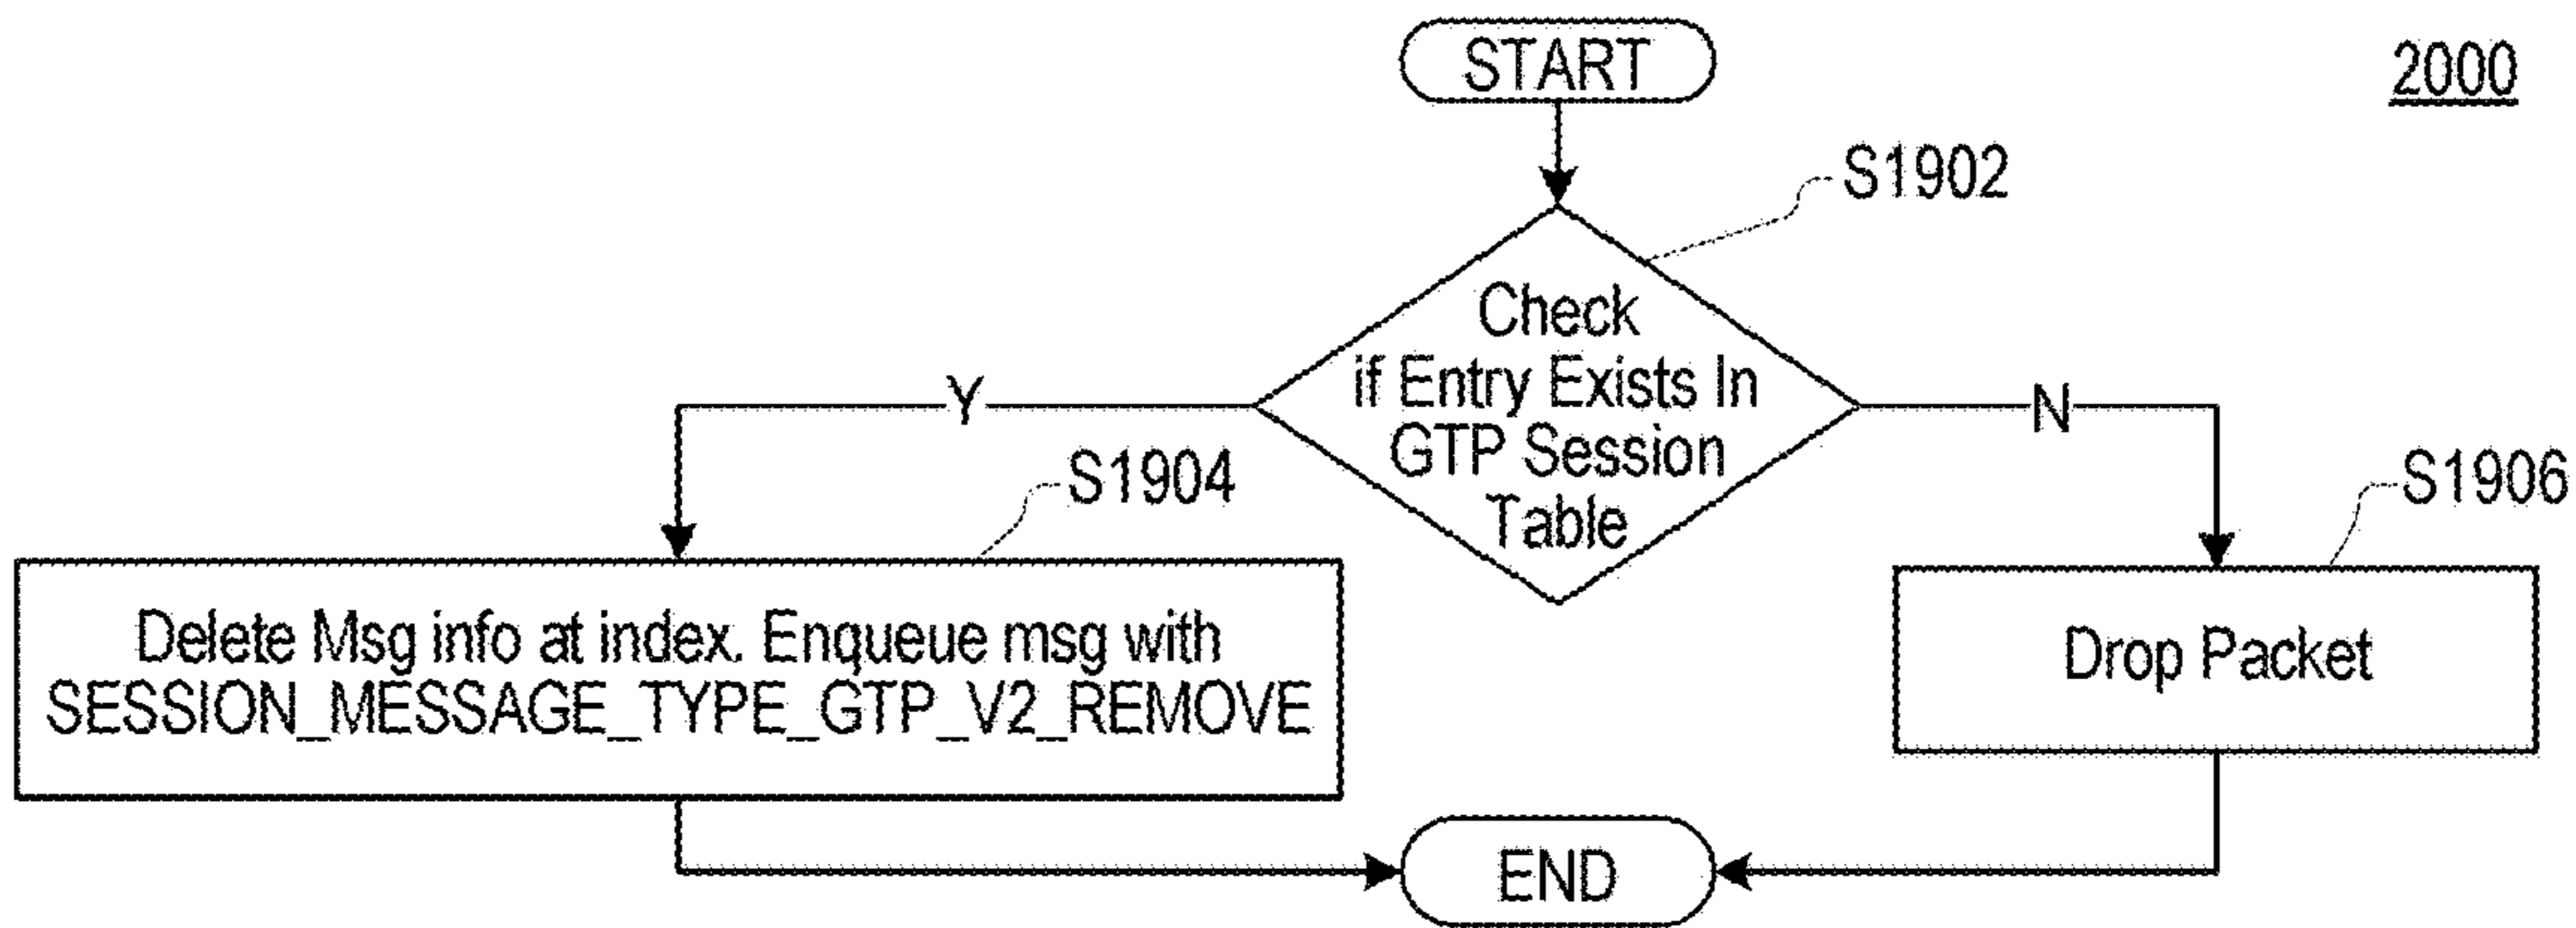 START
2000
S1902
Check
if Entry Exists In
GTP Session
Table
Y
N
S1904
S1906
Delete Msg info at index. Enqueue msg with
SESSION_MESSAGE_TYPE_GTP_V2_REMOVE
Drop Packet
END